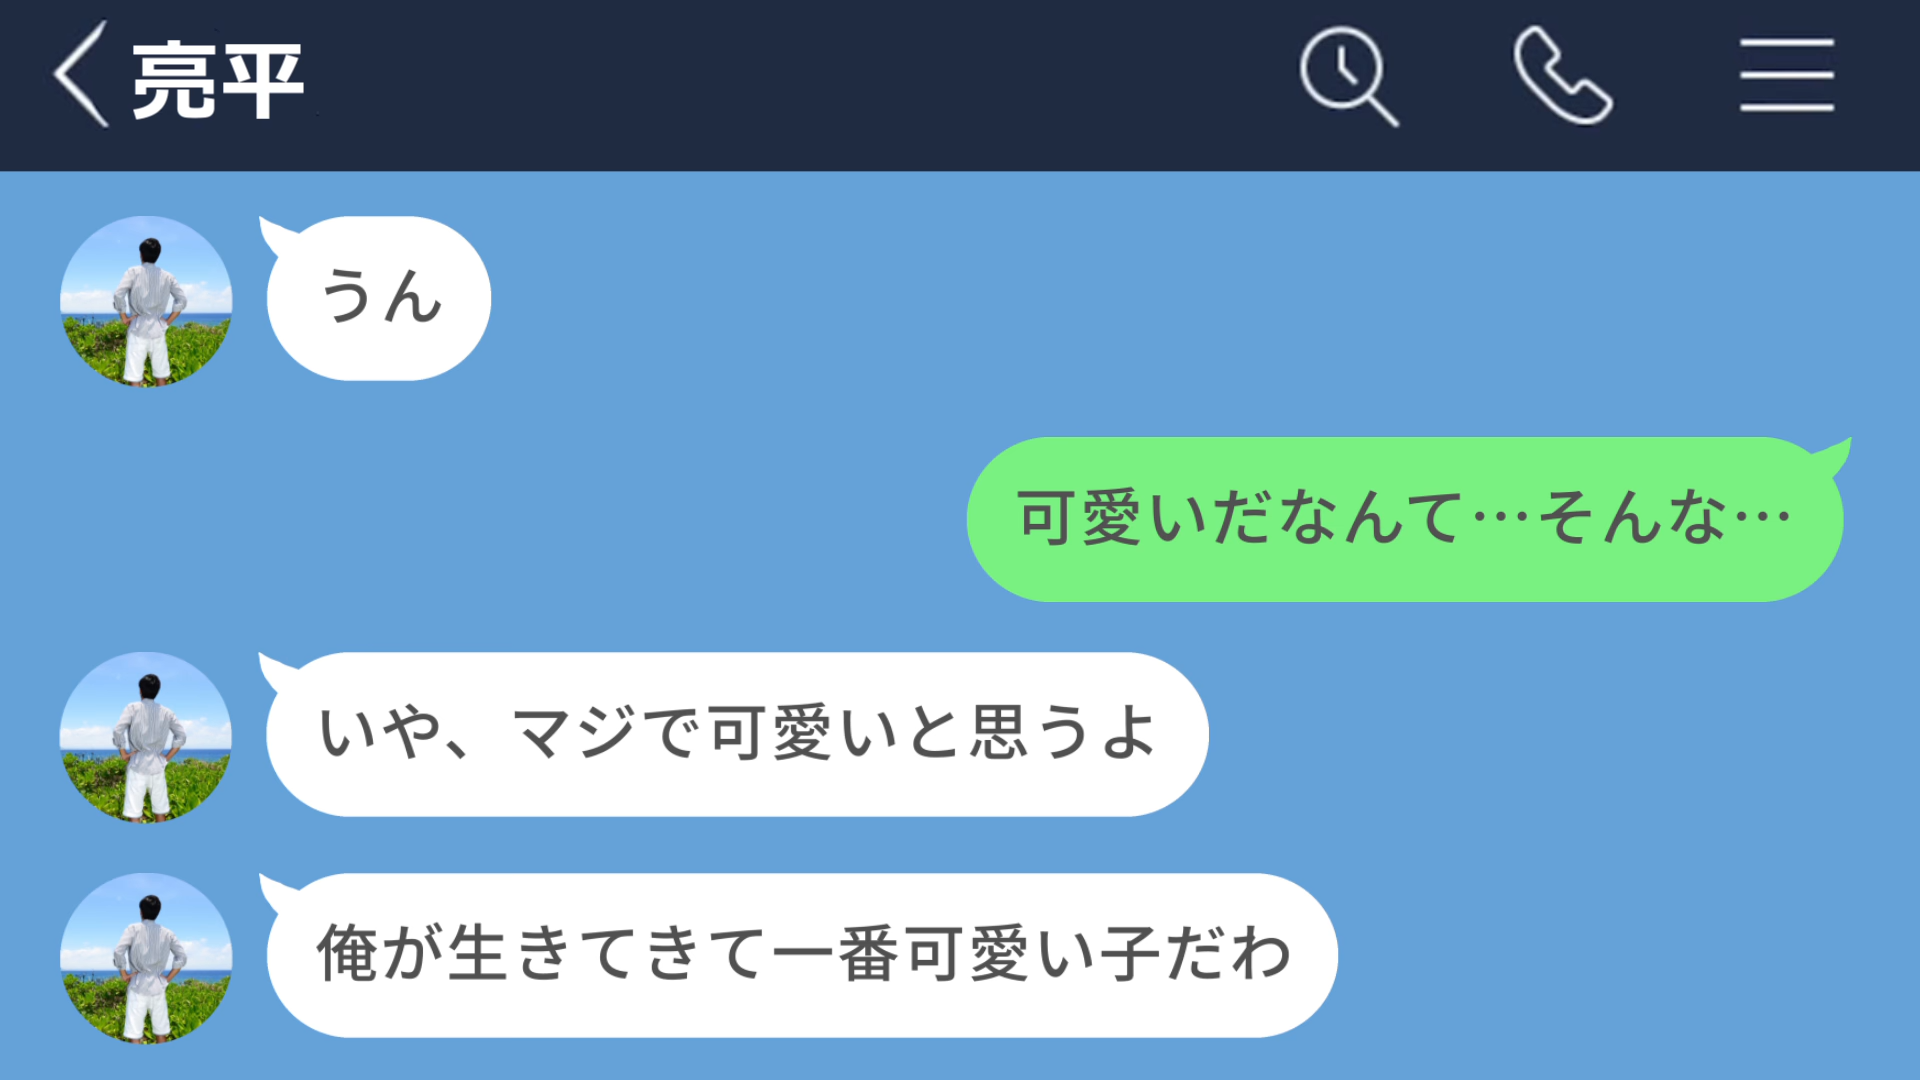 亮平
うん
可愛いだなんて…そんな…
いや、マジで可愛いと思うよ
俺が生きてきて一番可愛い子だわ